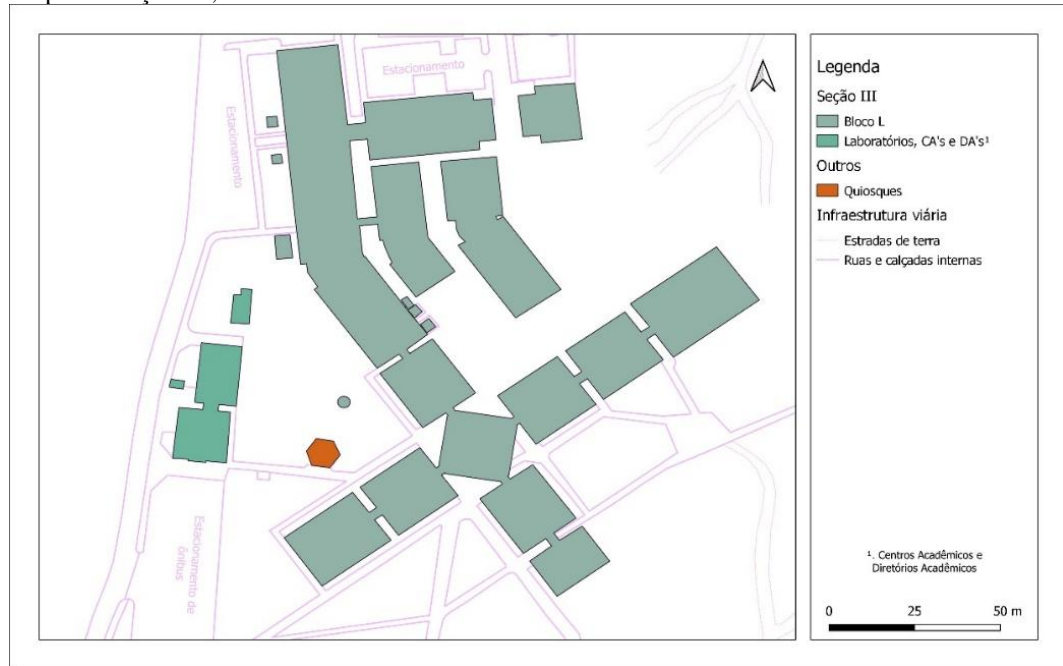 Estacionamento
Estacionamento
Estacionamento de
ônibus
Legenda
Seção III
Bloco L
Laboratórios, CA's e DA's¹
Outros
Quiosques
Infraestrutura viária
Estradas de terra
Ruas e calçadas internas
¹. Centros Acadêmicos e
Diretórios Acadêmicos
0 25 50 m